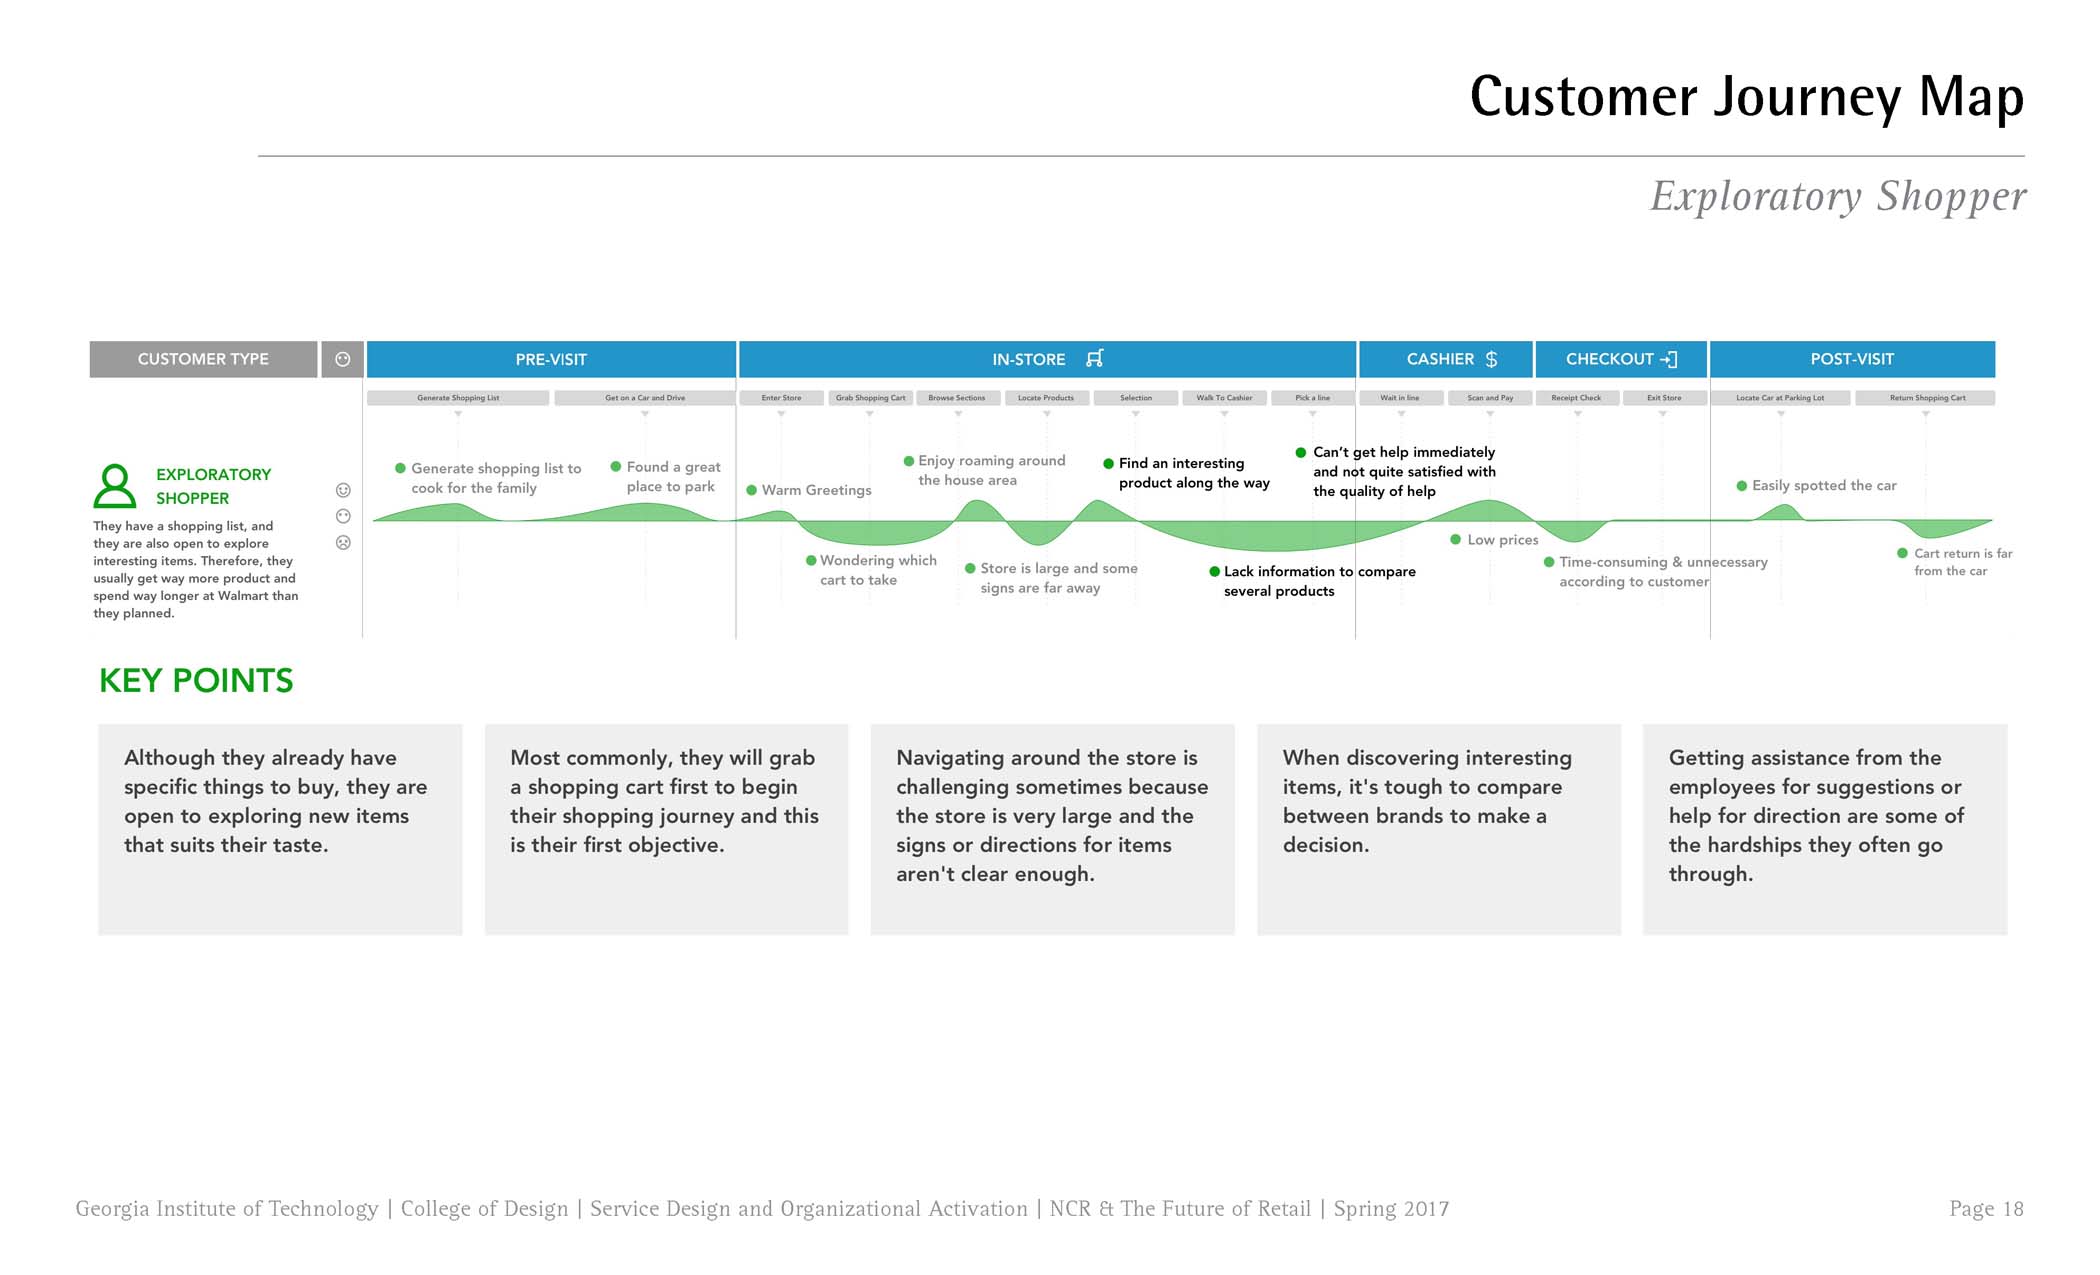 Customer Journey Map
Exploratory Shopper
CUSTOMER TYPE
PRE-VISIT
IN-STORE
CASHIER $
CHECKOUT
POST-VISIT
Generate Shopping List
Get on a Car and Drive
Enter Store
Grab Shopping Cart
Browse Sections
Locate Products
Selection
Walk To Cashier
Pick a line
Wait in line
Scan and Pay
Receipt Check
Exit Store
Locate Car at Parking Lot
Return Shopping Cart
EXPLORATORY
SHOPPER
They have a shopping list, and
they are also open to explore
interesting items. Therefore, they
usually get way more product and
spend way longer at Walmart than
they planned.
Generate shopping list to
cook for the family
Found a great
place to park
Warm Greetings
Wondering which
cart to take
Enjoy roaming around
the house area
Store is large and some
signs are far away
Find an interesting
product along the way
Lack information to compare
several products
Can't get help immediately
and not quite satisfied with
the quality of help
Low prices
Time-consuming & unnecessary
according to customer
Easily spotted the car
Cart return is far
from the car
KEY POINTS
Although they already have
specific things to buy, they are
open to exploring new items
that suits their taste.
Most commonly, they will grab
a shopping cart first to begin
their shopping journey and this
is their first objective.
Navigating around the store is
challenging sometimes because
the store is very large and the
signs or directions for items
aren't clear enough.
When discovering interesting
items, it's tough to compare
between brands to make a
decision.
Getting assistance from the
employees for suggestions or
help for direction are some of
the hardships they often go
through.
Georgia Institute of Technology | College of Design | Service Design and Organizational Activation | NCR & The Future of Retail | Spring 2017
Page 18